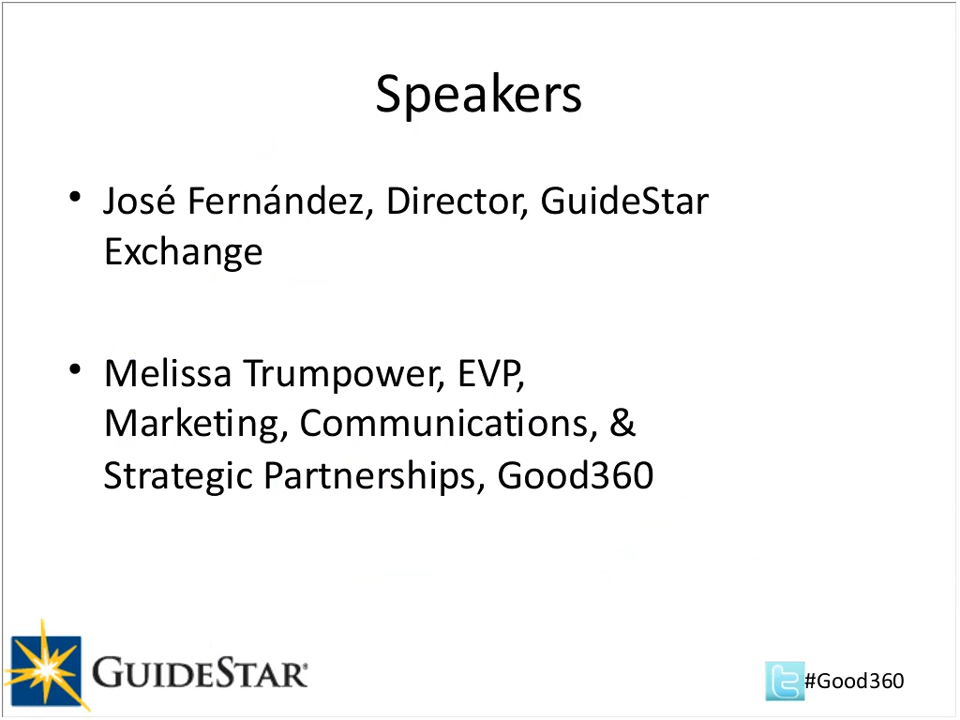 Speakers
• José Fernández, Director, GuideStar
Exchange
• Melissa Trumpower, EVP,
Marketing, Communications, &
Strategic Partnerships, Good360
GUIDESTAR®
t #Good360